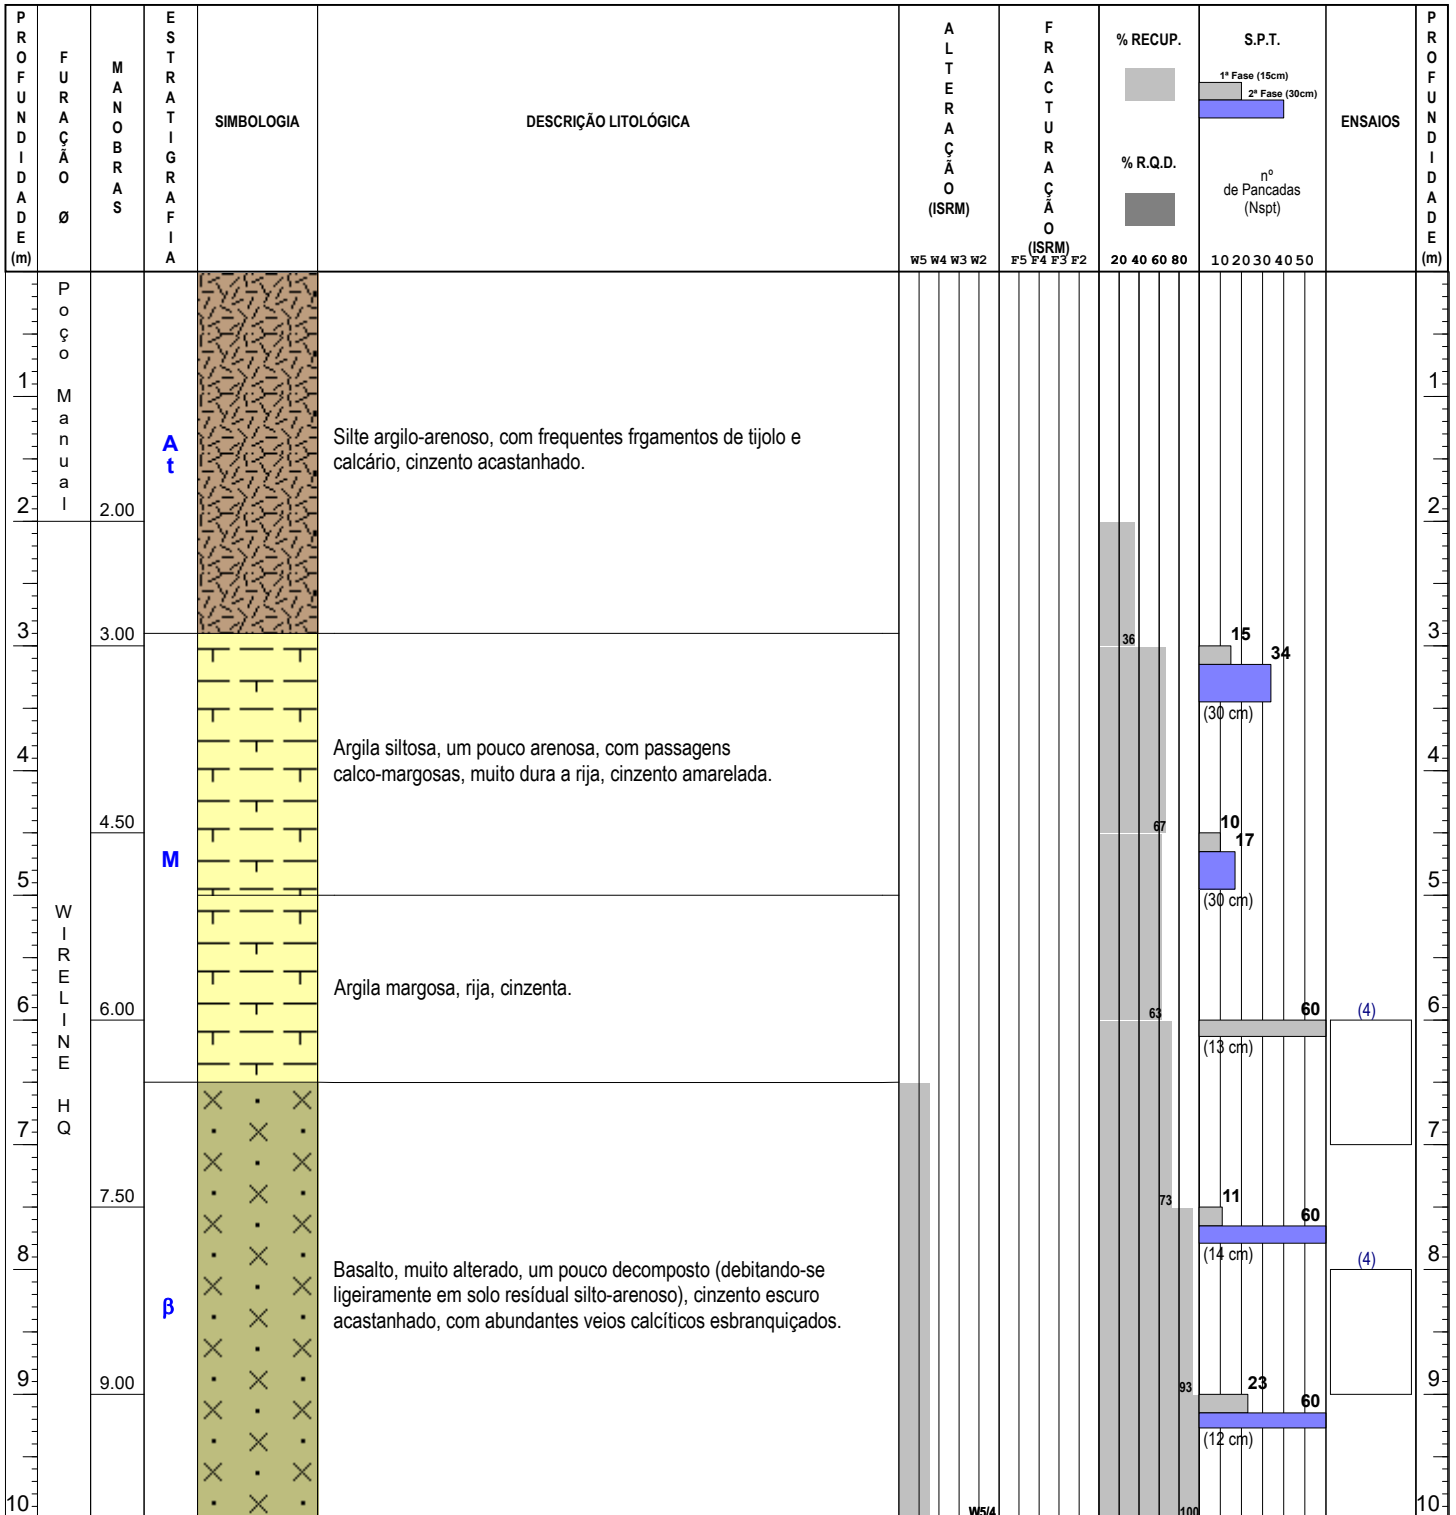 PROFUNDIDADE
(m)
FURAÇÃO Ø
MANOBRAS
ESTRATIGRAFIA
SIMBOLOGIA
DESCRIÇÃO LITOLÓGICA
ALTERAÇÃO
(ISRM)
W5 W4 W3 W2
FRACTURAÇÃO
(ISRM)
F5 F4 F3 F2
% RECUP.
% R.Q.D.
20 40 60 80
S.P.T.
1ª Fase (15cm)
2ª Fase (30cm)
nº
de Pancadas
(Nspt)
10 20 30 40 50
ENSAIOS
PROFUNDIDADE
(m)
Poço Manual
1
1
At
Silte argilo-arenoso, com frequentes frgamentos de tijolo e
calcário, cinzento acastanhado.
2
2.00
2
3
3.00
36
15
3
34
(30 cm)
Argila siltosa, um pouco arenosa, com passagens
calco-margosas, muito dura a rija, cinzento amarelada.
4
4
4.50
67
10
17
M
5
(30 cm)
5
WIRELINE HQ
Argila margosa, rija, cinzenta.
6
6.00
63
60
(4)
6
(13 cm)
7
7
7.50
73
11
60
8
(14 cm)
(4)
8
β
Basalto, muito alterado, um pouco decomposto (debitando-se
ligeiramente em solo resídual silto-arenoso), cinzento escuro
acastanhado, com abundantes veios calcíticos esbranquiçados.
9
9.00
93
23
9
60
(12 cm)
10
W5/4
100
10